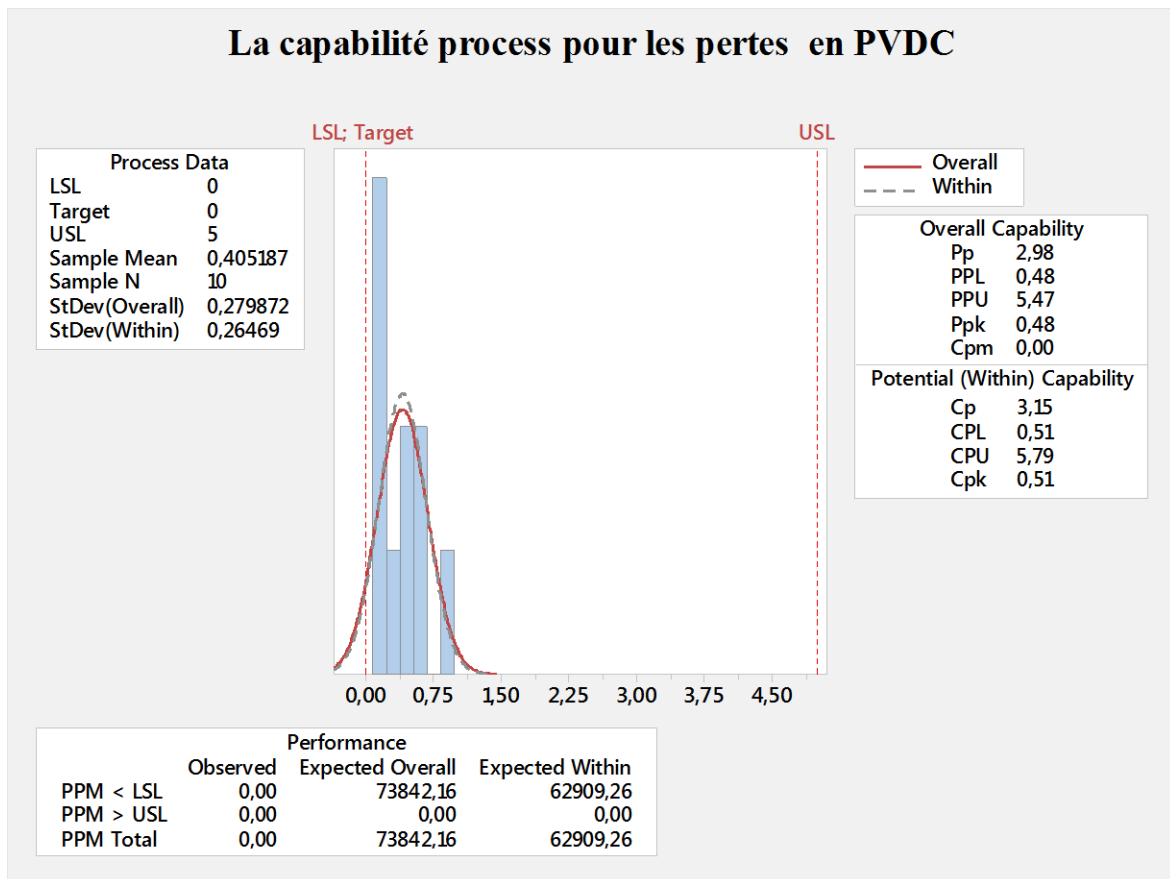 La capabilité process pour les pertes en PVDC
LSL; Target
USL
Process Data
LSL 0
Target 0
USL 5
Sample Mean 0,405187
Sample N 10
StDev(Overall) 0,279872
StDev(Within) 0,26469
Overall
Within
Overall Capability
Pp 2,98
PPL 0,48
PPU 5,47
Ppk 0,48
Cpm 0,00
Potential (Within) Capability
Cp 3,15
CPL 0,51
CPU 5,79
Cpk 0,51
0,00 0,75 1,50 2,25 3,00 3,75 4,50
Performance
Observed Expected Overall Expected Within
PPM < LSL 0,00 73842,16 62909,26
PPM > USL 0,00 0,00 0,00
PPM Total 0,00 73842,16 62909,26